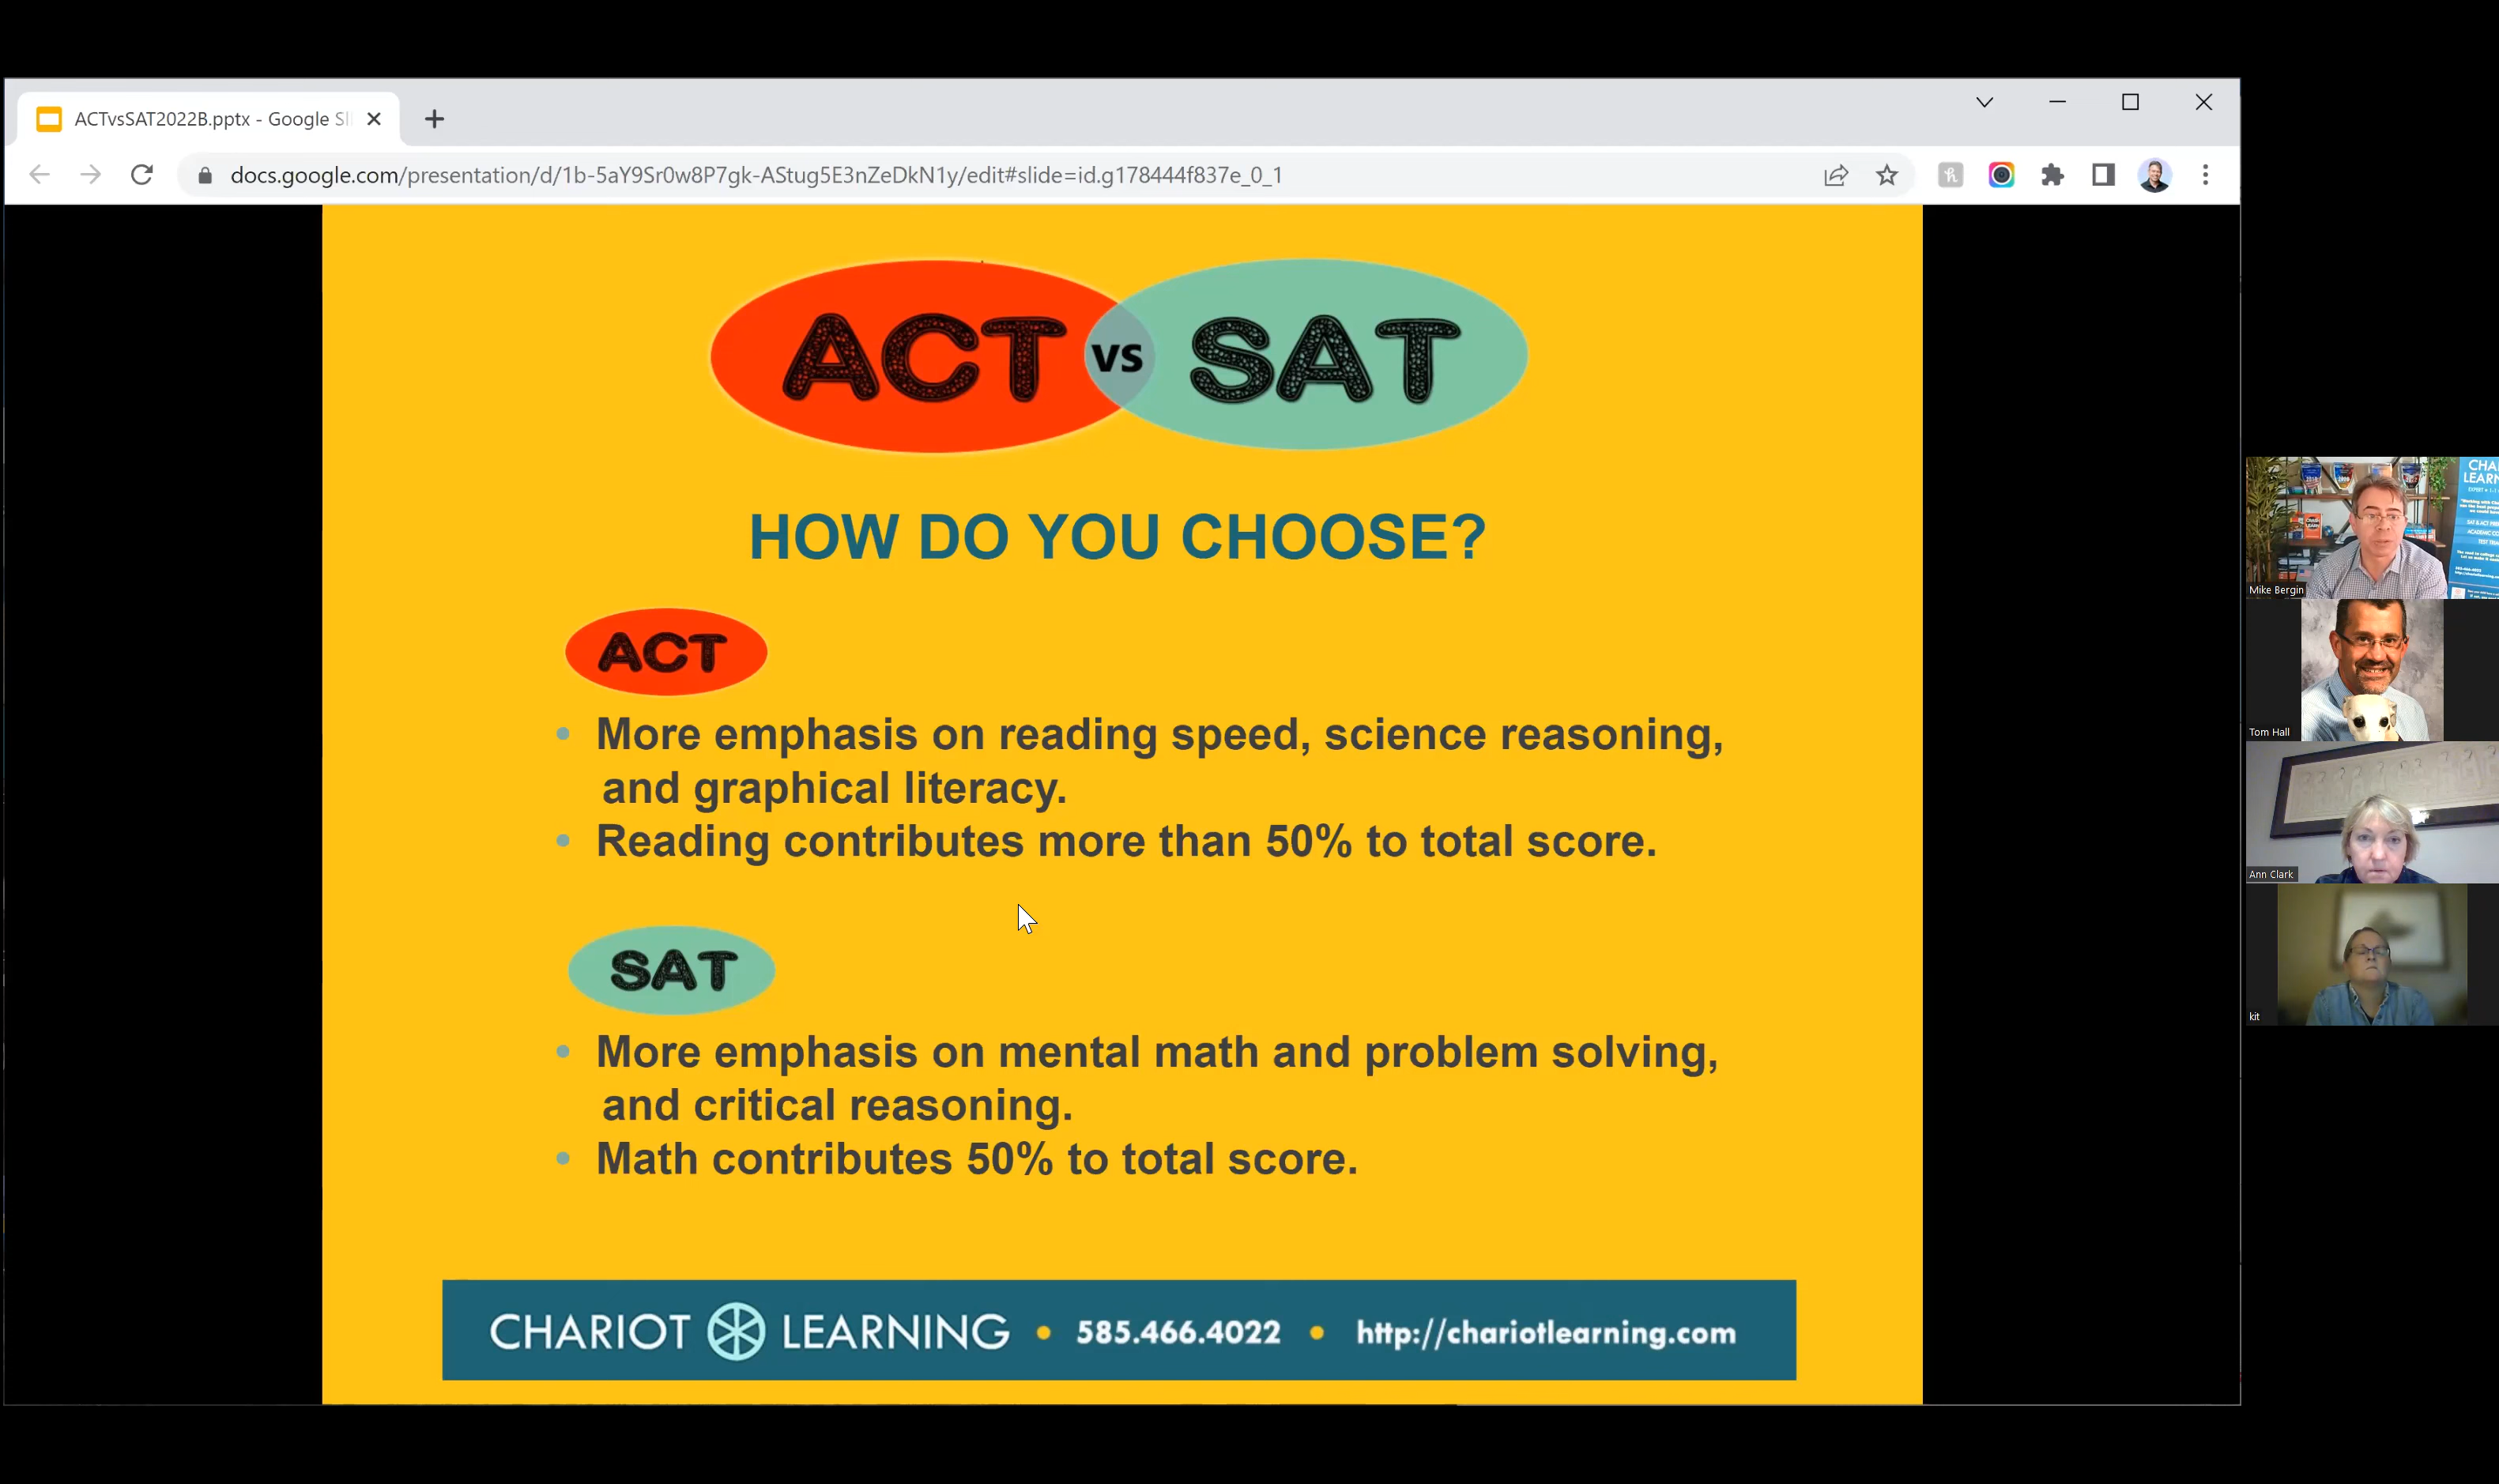 ACTvsSAT2022B.pptx - Google Sli
docs.google.com/presentation/d/1b-5aY9Sr0w8P7gk-AStug5E3nZeDkN1y/edit#slide=id.g178444f837e_0_1
ACT vs SAT
HOW DO YOU CHOOSE?
ACT
• More emphasis on reading speed, science reasoning,
and graphical literacy.
• Reading contributes more than 50% to total score.
SAT
• More emphasis on mental math and problem solving,
and critical reasoning.
• Math contributes 50% to total score.
CHARIOT LEARNING • 585.466.4022 • http://chariotlearning.com
CHA
LEARN
Mike Bergin
Tom Hall
Ann Clark
kit